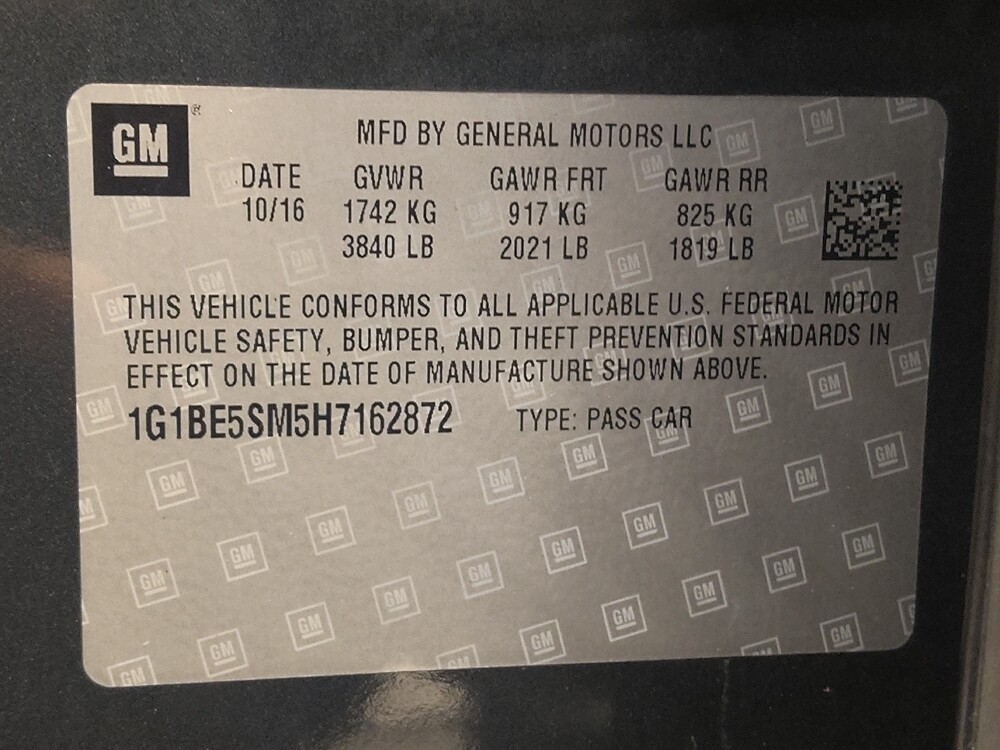 GM ®
MFD BY GENERAL MOTORS LLC
DATE GVWR GAWR FRT GAWR RR
10/16 1742 KG 917 KG 825 KG
3840 LB 2021 LB 1819 LB
THIS VEHICLE CONFORMS TO ALL APPLICABLE U.S. FEDERAL MOTOR
VEHICLE SAFETY, BUMPER, AND THEFT PREVENTION STANDARDS IN
EFFECT ON THE DATE OF MANUFACTURE SHOWN ABOVE.
1G1BE5SM5H7162872 TYPE: PASS CAR